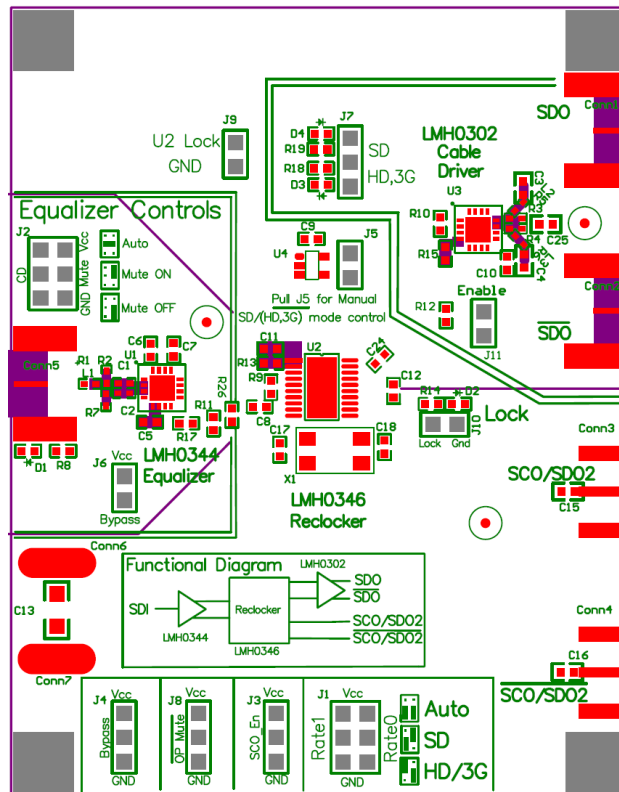 Conn1
SDO
J9
U2 Lock
GND
J7
D4
R19
R18
D3
SD
HD,3G
LMH0302
Cable
Driver
U3
C3
R3
R4
C25
R10
R15
C10
C4
Equalizer Controls
J2
CD
Vcc
Mute
GND
Auto
Mute ON
Mute OFF
C9
U4
J5
Pull J5 for Manual
SD/(HD,3G) mode control
Enable
R12
J11
Conn2
SDO
Conn5
R1
R2
U1
C6
C7
L1
C1
R7
C2
C5
R17
R11
R26
LMH0344
Equalizer
D1
R8
J6
Vcc
Bypass
C11
R13
R9
C8
U2
C24
C12
C17
C18
X1
LMH0346
Reclocker
R14
D2
J10
Lock
Gnd
Lock
Conn3
SCO/SDO2
C15
Conn6
C13
Conn7
Functional Diagram
LMH0302
SDI
LMH0344
Reclocker
LMH0346
SDO
SDO
SCO/SDO2
SCO/SDO2
Conn4
C16
SCO/SDO2
J4
Vcc
Bypass
GND
J8
Vcc
OP_Mute
GND
J3
Vcc
SCO_En
GND
J1
Vcc
Rate1
Rate0
GND
Auto
SD
HD/3G